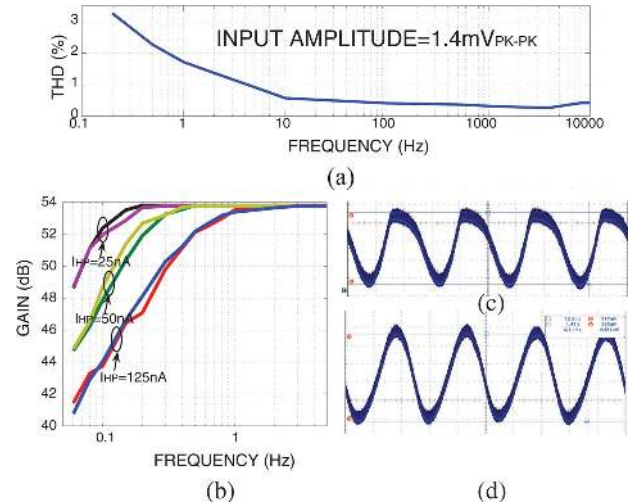 3
2
1
0
THD (%)
INPUT AMPLITUDE=1.4mVPK-PK
0.1 1 10 100 1000 10000
FREQUENCY (Hz)
(a)
54
52
50
48
46
44
42
40
GAIN (dB)
IHP=25nA
IHP=50nA
IHP=125nA
0.1 1
FREQUENCY (Hz)
(b)
(c)
(d)